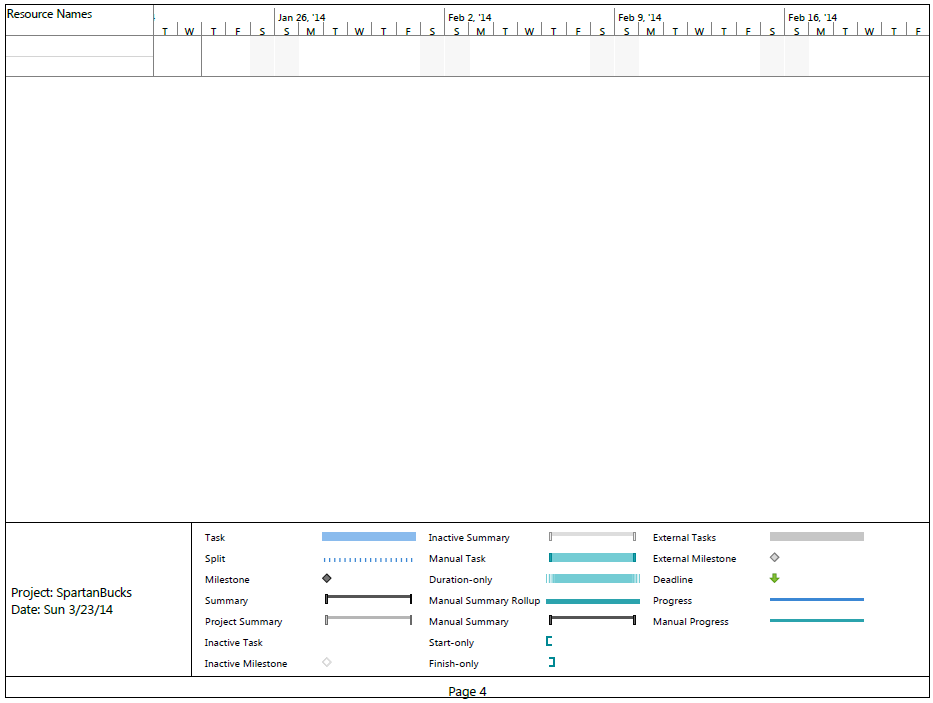 Resource Names
Jan 26, '14 Feb 2, '14 Feb 9, '14 Feb 16, '14
T W T F S S M T W T F S S M T W T F S S M T W T F S S M T W T F
Task Inactive Summary External Tasks
Split Manual Task External Milestone
Milestone Duration-only Deadline
Summary Manual Summary Rollup Progress
Project Summary Manual Summary Manual Progress
Inactive Task Start-only
Inactive Milestone Finish-only
Project: SpartanBucks
Date: Sun 3/23/14
Page 4